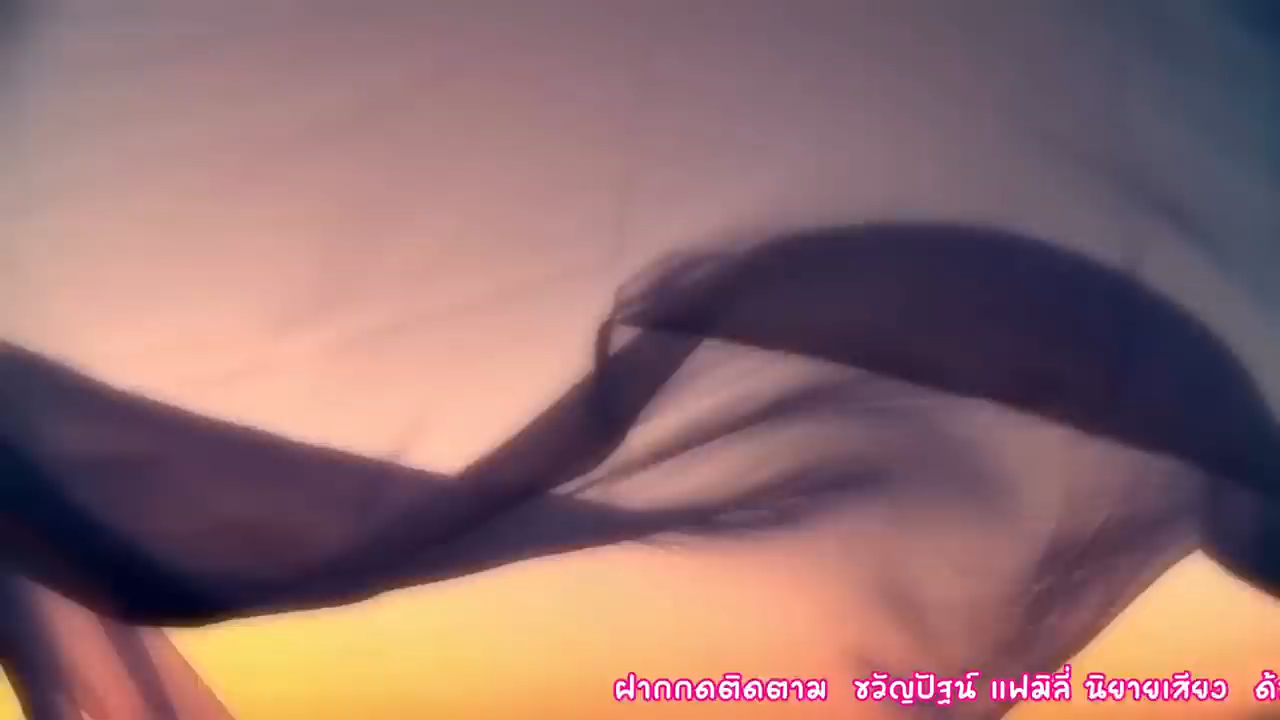 ฝากกดติดตาม ขวัญปัฐน์ แฟมิลี่ นิยายเสียว